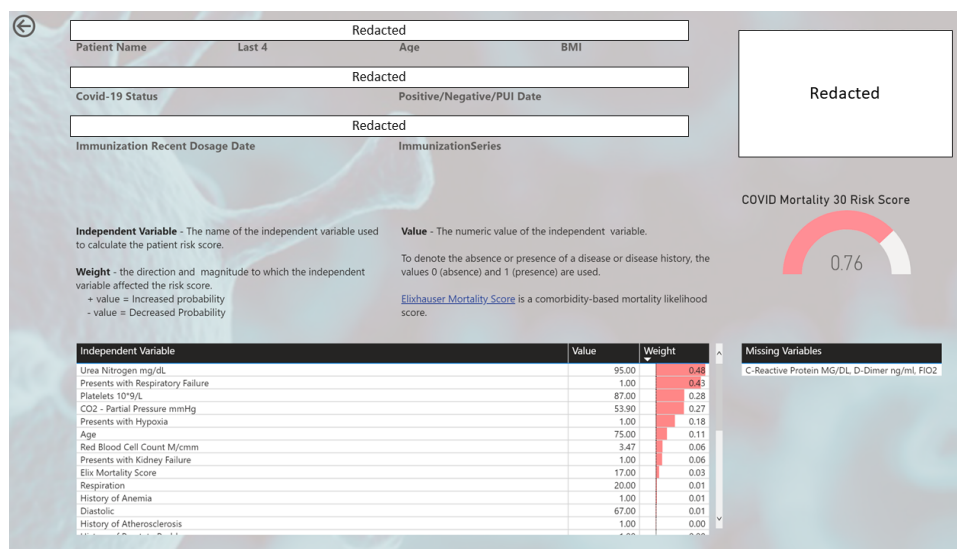 Redacted
Patient Name Last 4 Age BMI
Redacted
Covid-19 Status Positive/Negative/PUI Date
Redacted
Immunization Recent Dosage Date ImmunizationSeries
Redacted
COVID Mortality 30 Risk Score
0.76
Independent Variable - The name of the independent variable used
to calculate the patient risk score.
Weight - the direction and magnitude to which the independent
variable affected the risk score.
+ value = Increased probability
- value = Decreased Probability
Value - The numeric value of the independent variable.
To denote the absence or presence of a disease or disease history, the
values 0 (absence) and 1 (presence) are used.
Elixhauser Mortality Score is a comorbidity-based mortality likelihood
score.
Independent Variable Value Weight
Urea Nitrogen mg/dL 95.00 0.48
Presents with Respiratory Failure 1.00 0.43
Platelets 10^9/L 87.00 0.28
CO2 - Partial Pressure mmHg 53.90 0.27
Presents with Hypoxia 1.00 0.18
Age 75.00 0.11
Red Blood Cell Count M/cmm 3.47 0.06
Presents with Kidney Failure 1.00 0.06
Elix Mortality Score 17.00 0.03
Respiration 20.00 0.01
History of Anemia 1.00 0.01
Diastolic 67.00 0.01
History of Atherosclerosis 1.00 0.00
Missing Variables
C-Reactive Protein MG/DL, D-Dimer ng/ml, FIO2